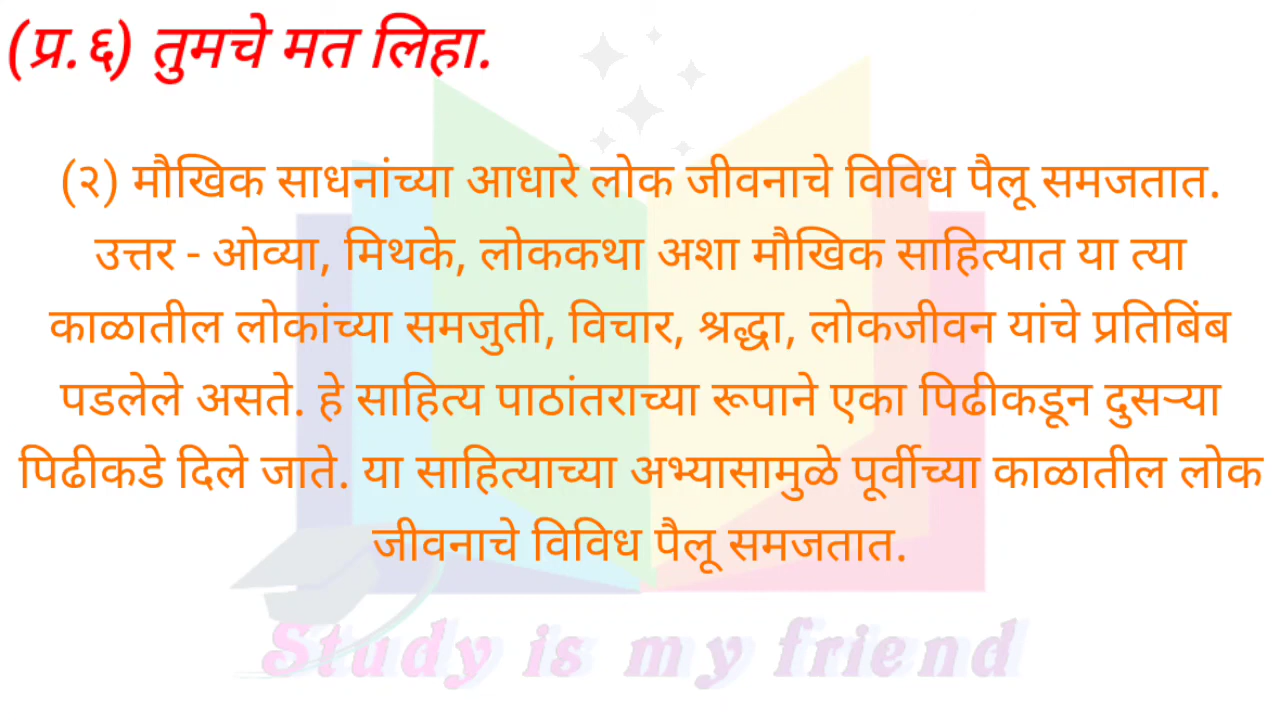 (प्र.६) तुमचे मत लिहा.
(२) मौखिक साधनांच्या आधारे लोक जीवनाचे विविध पैलू समजतात.
उत्तर - ओव्या, मिथके, लोककथा अशा मौखिक साहित्यात या त्या
काळातील लोकांच्या समजुती, विचार, श्रद्धा, लोकजीवन यांचे प्रतिबिंब
पडलेले असते. हे साहित्य पाठांतराच्या रूपाने एका पिढीकडून दुसऱ्या
पिढीकडे दिले जाते. या साहित्याच्या अभ्यासामुळे पूर्वीच्या काळातील लोक
जीवनाचे विविध पैलू समजतात.
Study is my friend